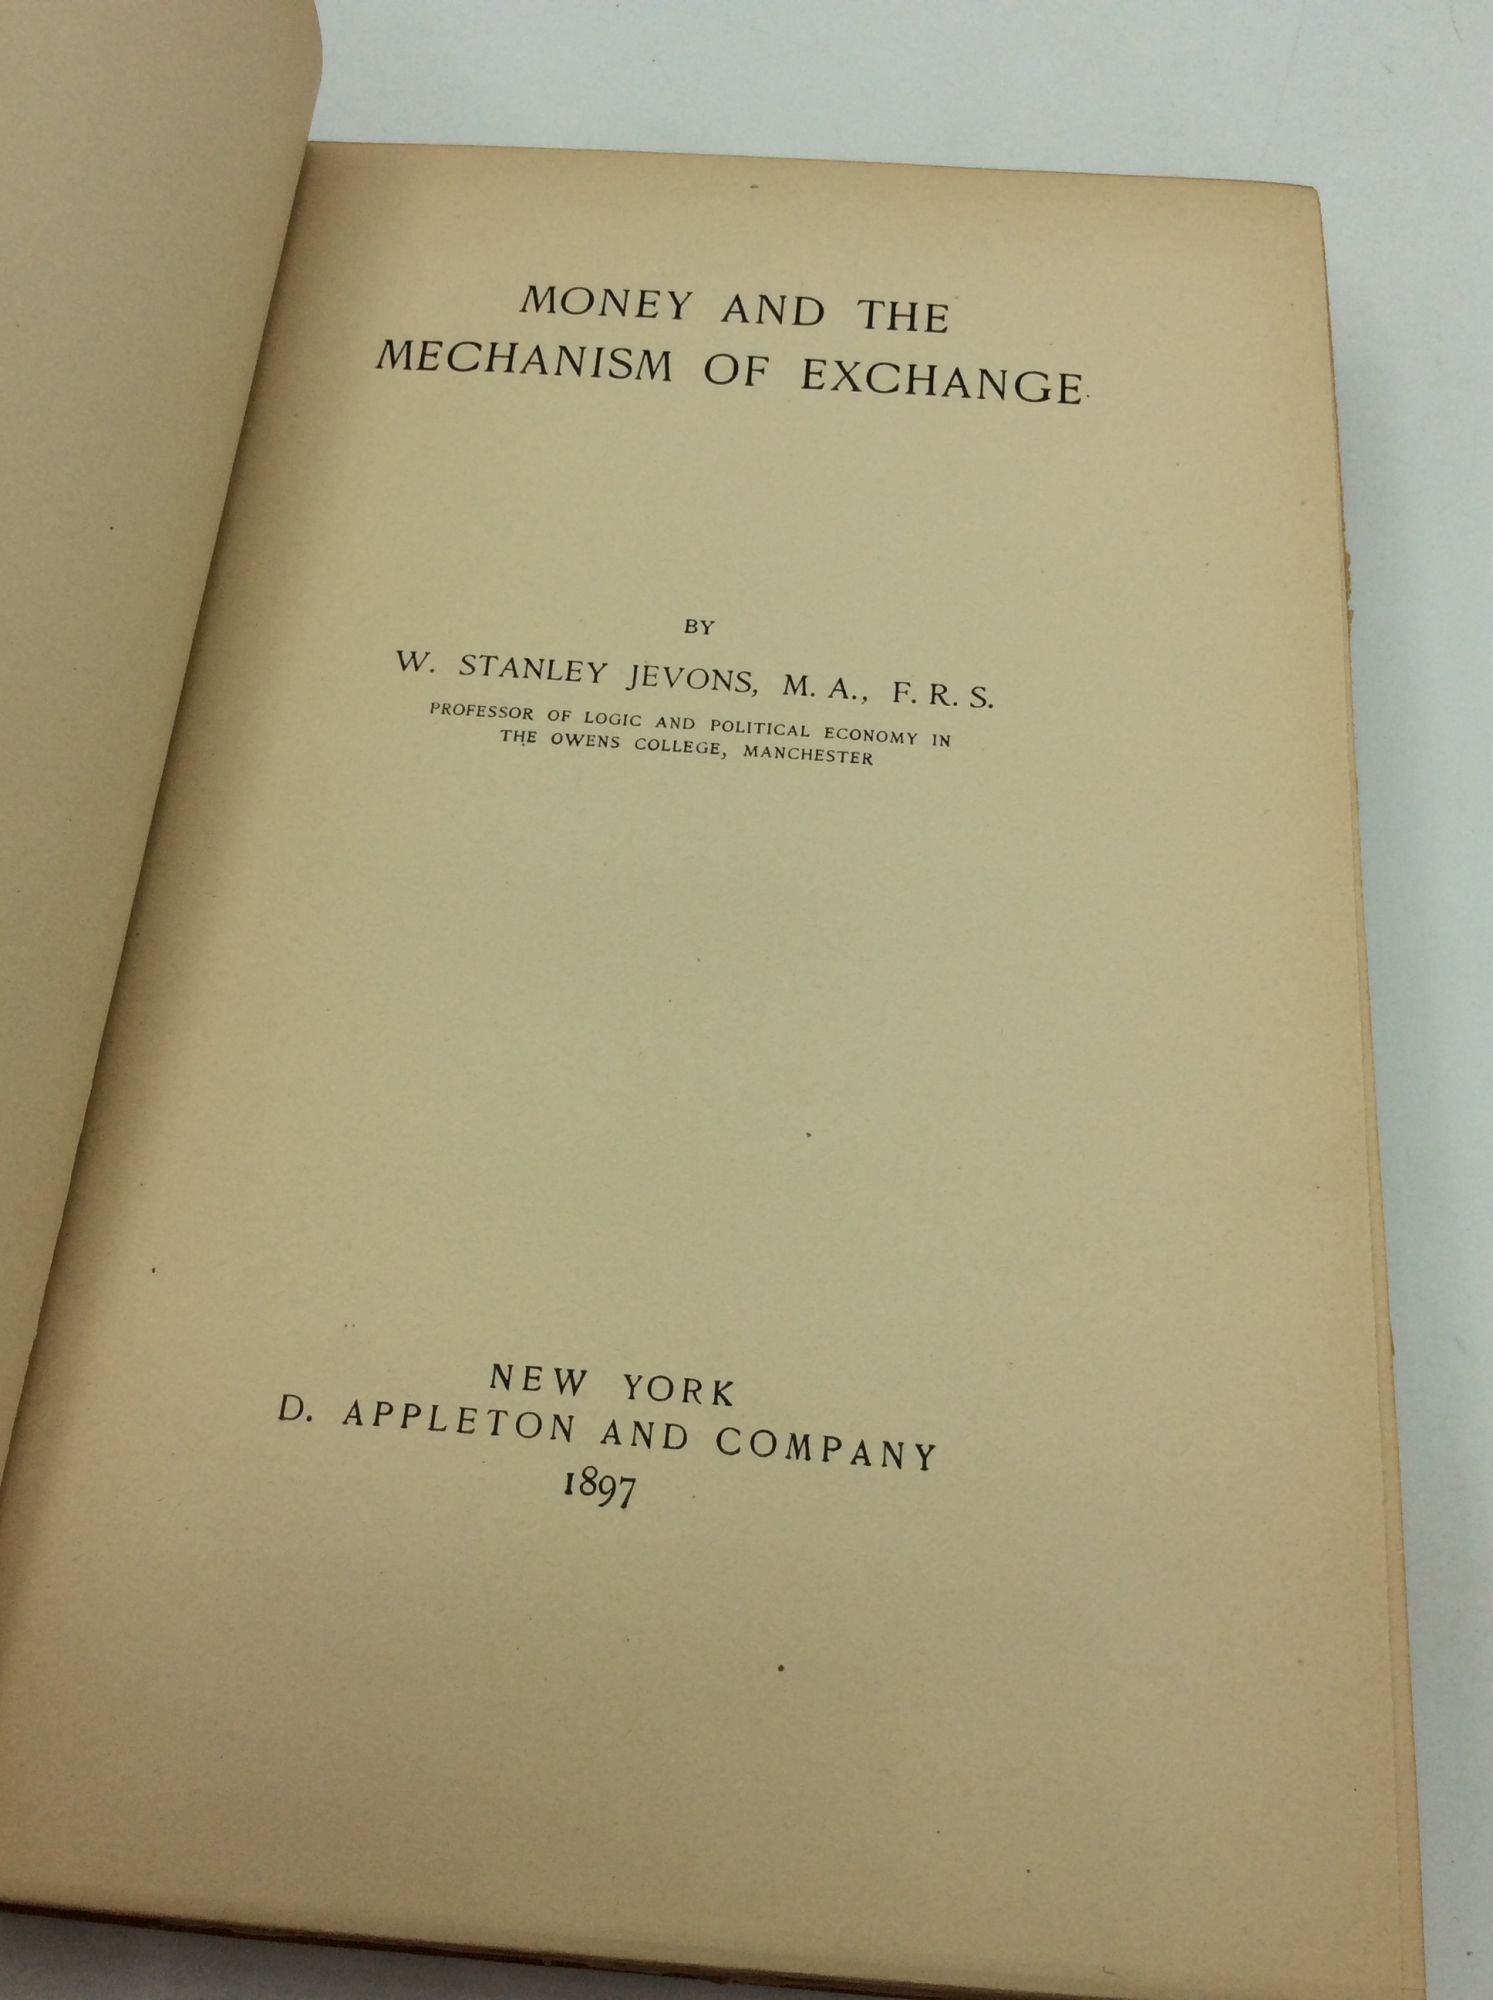 MONEY AND THE
MECHANISM OF EXCHANGE
BY
W. STANLEY JEVONS, M. A., F. R. S.
PROFESSOR OF LOGIC AND POLITICAL ECONOMY IN
THE OWENS COLLEGE, MANCHESTER
NEW YORK
D. APPLETON AND COMPANY
1897